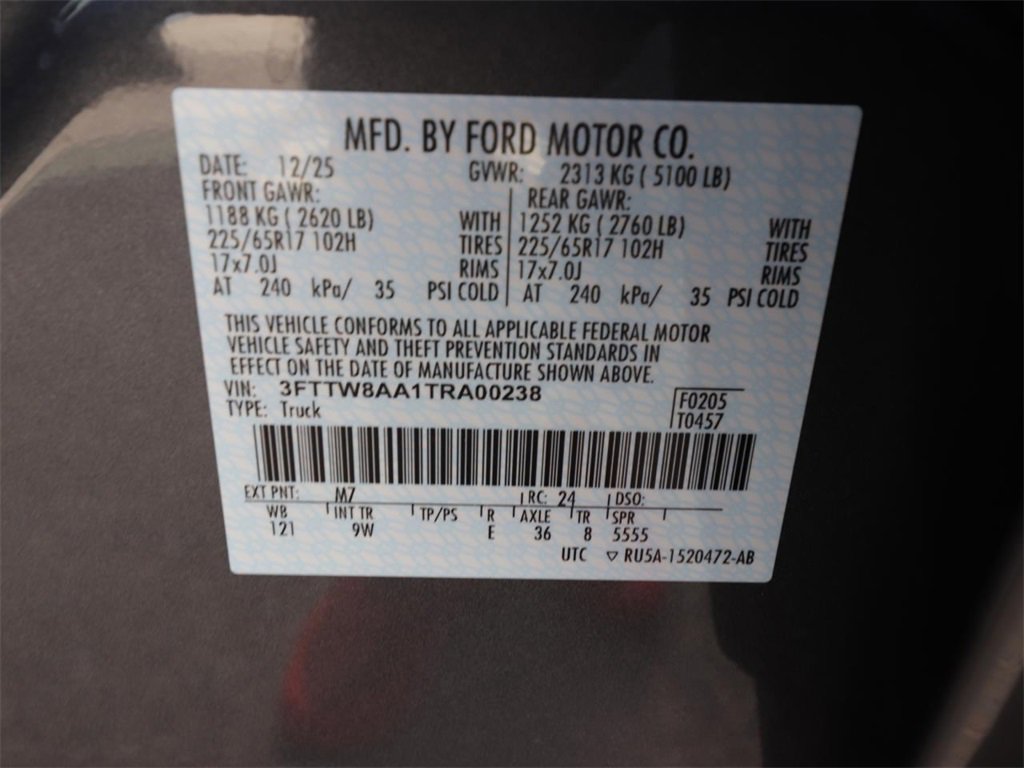 MFD. BY FORD MOTOR CO.
DATE: 12/25 GVWR: 2313 KG ( 5100 LB)
FRONT GAWR: REAR GAWR:
1188 KG ( 2620 LB) WITH 1252 KG ( 2760 LB) WITH
225/65R17 102H TIRES 225/65R17 102H TIRES
17x7.0J RIMS 17x7.0J RIMS
AT 240 kPa/ 35 PSI COLD AT 240 kPa/ 35 PSI COLD
THIS VEHICLE CONFORMS TO ALL APPLICABLE FEDERAL MOTOR
VEHICLE SAFETY AND THEFT PREVENTION STANDARDS IN
EFFECT ON THE DATE OF MANUFACTURE SHOWN ABOVE.
VIN: 3FTTW8AA1TRA00238 F0205
TYPE: Truck T0457
EXT PNT: M7 RC: 24 DSO:
WB INT TR TP/PS R AXLE TR SPR
121 9W E 36 8 5555
UTC ▽ RU5A-1520472-AB